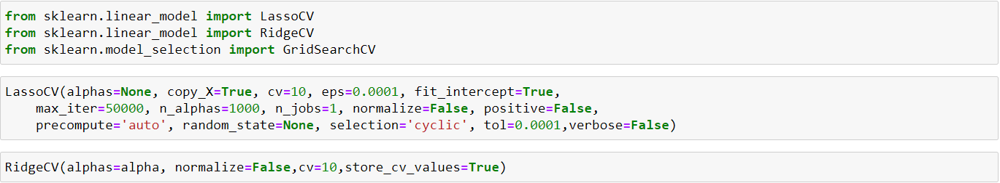 from sklearn.linear_model import LassoCV
from sklearn.linear_model import RidgeCV
from sklearn.model_selection import GridSearchCV
LassoCV(alphas=None, copy_X=True, cv=10, eps=0.0001, fit_intercept=True,
    max_iter=50000, n_alphas=1000, n_jobs=1, normalize=False, positive=False,
    precompute='auto', random_state=None, selection='cyclic', tol=0.0001,verbose=False)
RidgeCV(alphas=alpha, normalize=False,cv=10,store_cv_values=True)